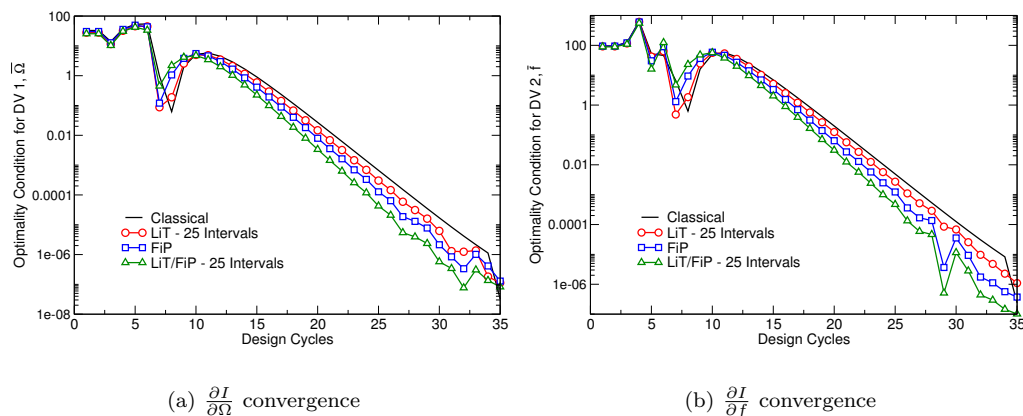 100
1
0.01
0.0001
1e-06
1e-08
Optimality Condition for DV 1, Ω̅
Classical
LiT - 25 Intervals
FiP
LiT/FiP - 25 Intervals
0 5 10 15 20 25 30 35
Design Cycles
(a) ∂I/∂Ω convergence
100
1
0.01
0.0001
1e-06
Optimality Condition for DV 2, f̄
Classical
LiT - 25 Intervals
FiP
LiT/FiP - 25 Intervals
0 5 10 15 20 25 30 35
Design Cycles
(b) ∂I/∂f convergence